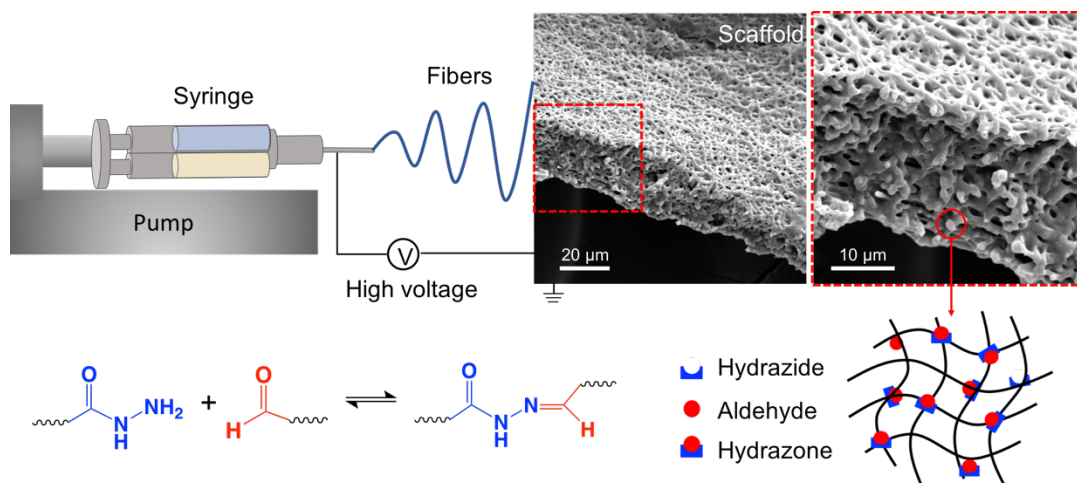 Syringe
Fibers
Pump
V
High voltage
Scaffold
20 µm
10 µm
O
N
H
NH₂
+
O
H
⇌
O
N
H
N
H
Hydrazide
Aldehyde
Hydrazone